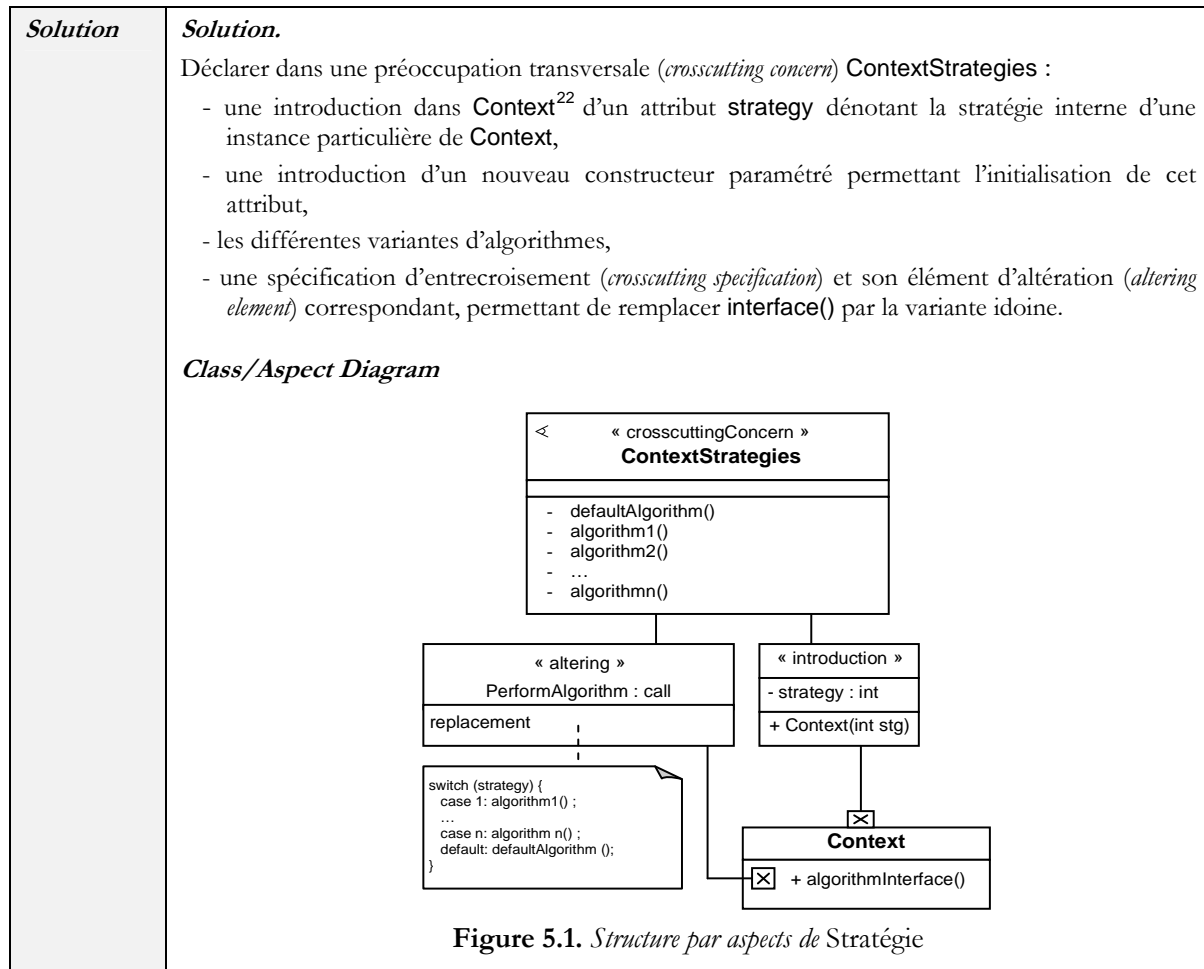 Solution
Solution.
Déclarer dans une préoccupation transversale (crosscutting concern) ContextStrategies :
- une introduction dans Context22 d'un attribut strategy dénotant la stratégie interne d'une
instance particulière de Context,
- une introduction d'un nouveau constructeur paramétré permettant l'initialisation de cet
attribut,
- les différentes variantes d'algorithmes,
- une spécification d'entrecroisement (crosscutting specification) et son élément d'altération (altering
element) correspondant, permettant de remplacer interface() par la variante idoine.
Class/Aspect Diagram
« crosscuttingConcern »
ContextStrategies
- defaultAlgorithm()
- algorithm1()
- algorithm2()
- …
- algorithmn()
« altering »
PerformAlgorithm : call
replacement
« introduction »
- strategy : int
+ Context(int stg)
switch (strategy) {
case 1: algorithm1() ;
…
case n: algorithm n() ;
default: defaultAlgorithm ();
}
Context
+ algorithmInterface()
Figure 5.1. Structure par aspects de Stratégie